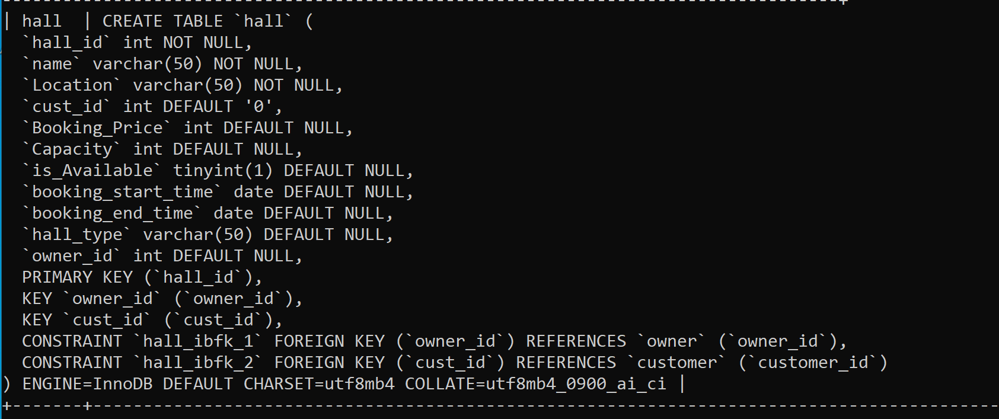 | hall  | CREATE TABLE `hall` (
  `hall_id` int NOT NULL,
  `name` varchar(50) NOT NULL,
  `Location` varchar(50) NOT NULL,
  `cust_id` int DEFAULT '0',
  `Booking_Price` int DEFAULT NULL,
  `Capacity` int DEFAULT NULL,
  `is_Available` tinyint(1) DEFAULT NULL,
  `booking_start_time` date DEFAULT NULL,
  `booking_end_time` date DEFAULT NULL,
  `hall_type` varchar(50) DEFAULT NULL,
  `owner_id` int DEFAULT NULL,
  PRIMARY KEY (`hall_id`),
  KEY `owner_id` (`owner_id`),
  KEY `cust_id` (`cust_id`),
  CONSTRAINT `hall_ibfk_1` FOREIGN KEY (`owner_id`) REFERENCES `owner` (`owner_id`),
  CONSTRAINT `hall_ibfk_2` FOREIGN KEY (`cust_id`) REFERENCES `customer` (`customer_id`)
) ENGINE=InnoDB DEFAULT CHARSET=utf8mb4 COLLATE=utf8mb4_0900_ai_ci |